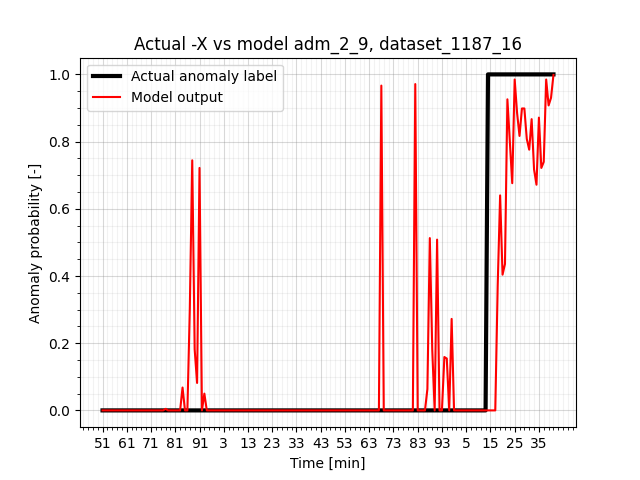 Actual -X vs model adm_2_9, dataset_1187_16
Actual anomaly label
Model output
Anomaly probability [-]
1.0
0.8
0.6
0.4
0.2
0.0
51 61 71 81 91 3 13 23 33 43 53 63 73 83 93 5 15 25 35
Time [min]